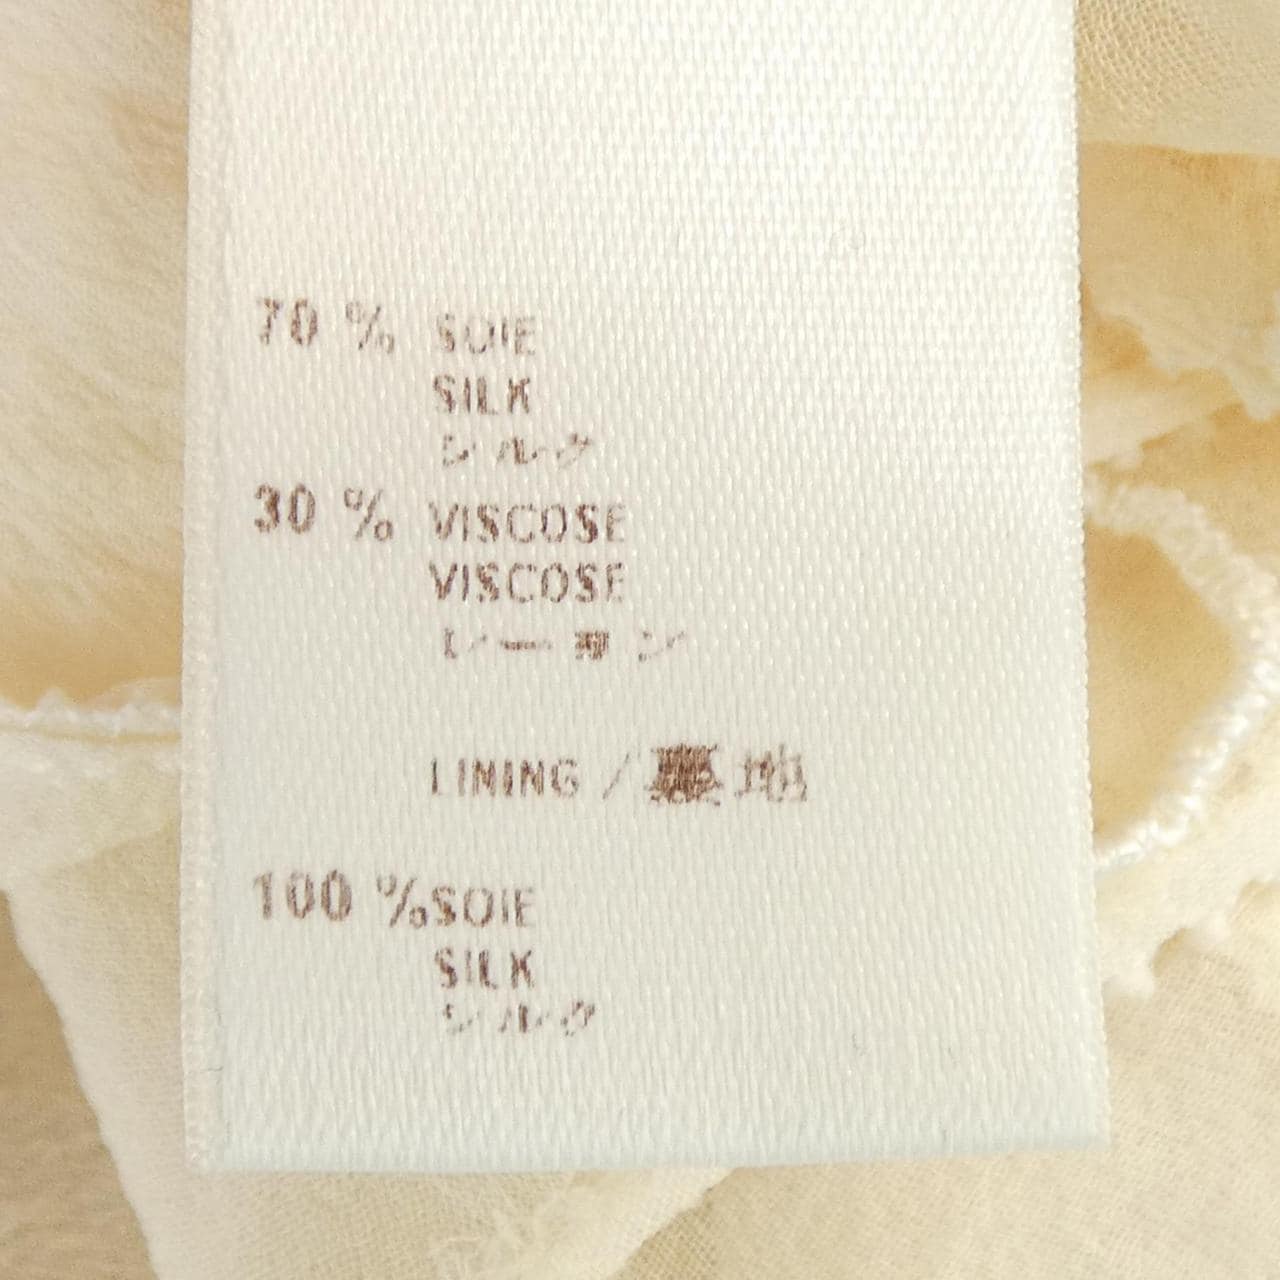 70 % SOIE
SILK
シルク
30 % VISCOSE
VISCOSE
レーヨン
LINING / 裏地
100 % SOIE
SILK
シルク